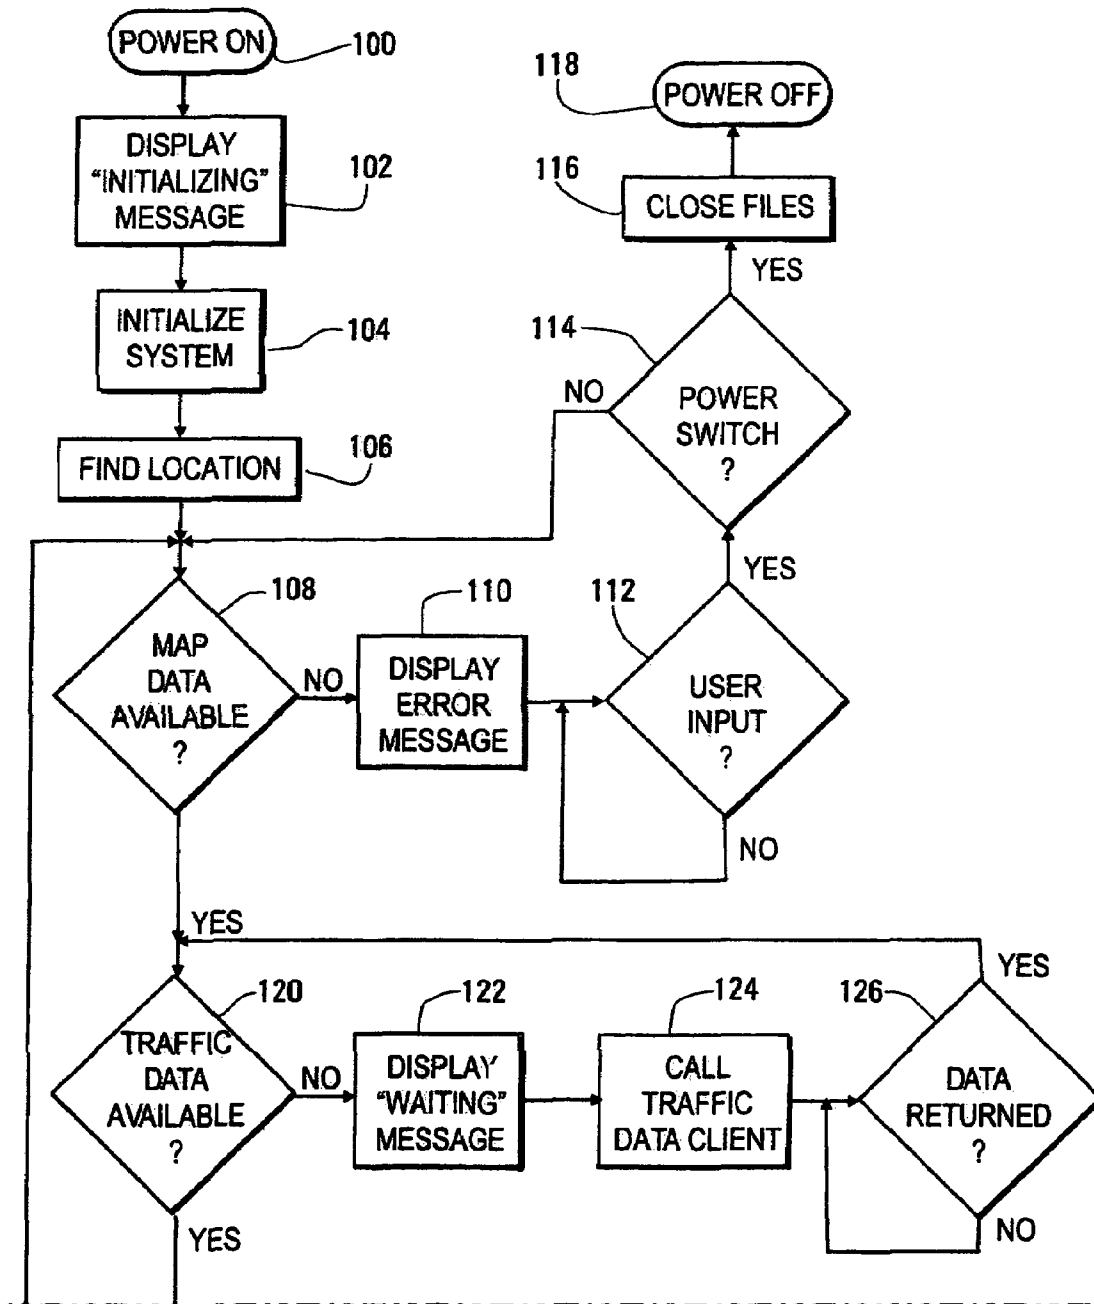 POWER ON
100
DISPLAY
"INITIALIZING"
MESSAGE
102
INITIALIZE
SYSTEM
104
FIND LOCATION
106
118
POWER OFF
116
CLOSE FILES
YES
114
NO
POWER
SWITCH
?
YES
108
MAP
DATA
AVAILABLE
?
NO
110
DISPLAY
ERROR
MESSAGE
112
USER
INPUT
?
NO
YES
120
TRAFFIC
DATA
AVAILABLE
?
NO
122
DISPLAY
"WAITING"
MESSAGE
124
CALL
TRAFFIC
DATA CLIENT
126
YES
DATA
RETURNED
?
NO
YES